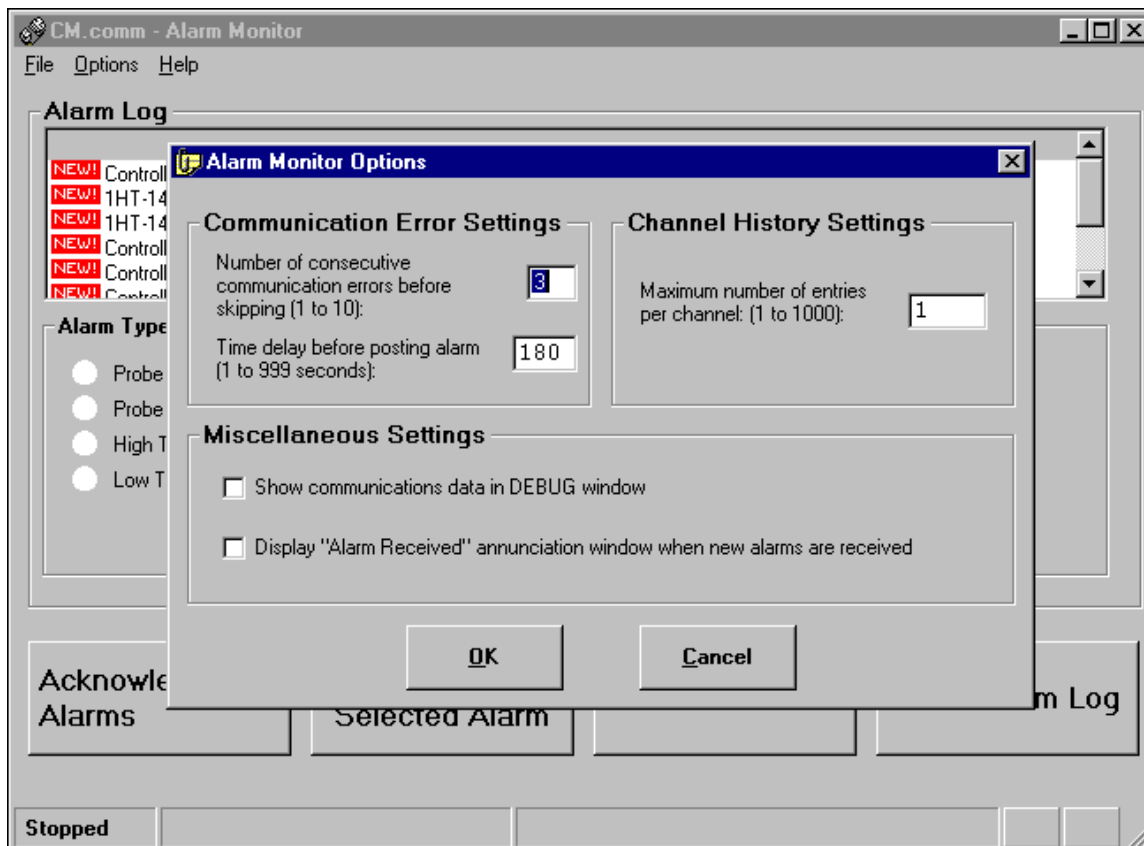 CM.comm - Alarm Monitor
File Options Help
Alarm Log
NEW! Controll
NEW! 1HT-14
NEW! 1HT-14
NEW! Controll
NEW! Controll
NEW! Controll
Alarm Monitor Options
Communication Error Settings
Number of consecutive
communication errors before
skipping (1 to 10):
3
Time delay before posting alarm
(1 to 999 seconds):
180
Channel History Settings
Maximum number of entries
per channel: (1 to 1000):
1
Miscellaneous Settings
Show communications data in DEBUG window
Display "Alarm Received" annunciation window when new alarms are received
OK
Cancel
Alarm Type
Probe
Probe
High T
Low T
Acknowle
Alarms
Selected Alarm
m Log
Stopped